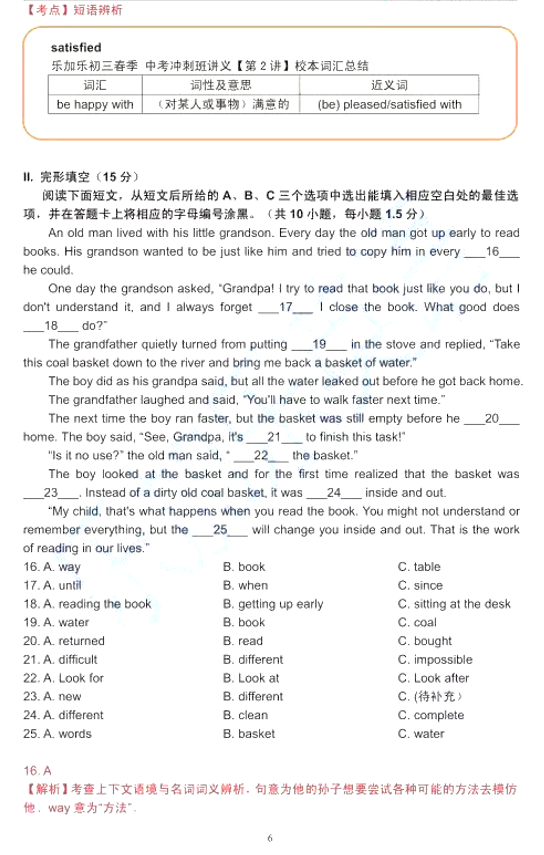 【考点】短语辨析
satisfied
乐加乐初三春季 中考冲刺班讲义【第 2 讲】校本词汇总结
词汇 词性及意思 近义词
be happy with （对某人或事物）满意的 (be) pleased/satisfied with
II. 完形填空（15 分）
阅读下面短文，从短文后所给的 A、B、C 三个选项中选出能填入相应空白处的最佳选
项，并在答题卡上将相应的字母编号涂黑。（共 10 小题，每小题 1.5 分）
An old man lived with his little grandson. Every day the old man got up early to read
books. His grandson wanted to be just like him and tried to copy him in every ___16___
he could.
One day the grandson asked, "Grandpa! I try to read that book just like you do, but I
don't understand it, and I always forget ___17___ I close the book. What good does
___18___ do?"
The grandfather quietly turned from putting ___19___ in the stove and replied, "Take
this coal basket down to the river and bring me back a basket of water."
The boy did as his grandpa said, but all the water leaked out before he got back home.
The grandfather laughed and said, "You'll have to walk faster next time."
The next time the boy ran faster, but the basket was still empty before he ___20___
home. The boy said, "See, Grandpa, it's ___21___ to finish this task!"
"Is it no use?" the old man said, " ___22___ the basket."
The boy looked at the basket and for the first time realized that the basket was
___23___. Instead of a dirty old coal basket, it was ___24___ inside and out.
"My child, that's what happens when you read the book. You might not understand or
remember everything, but the ___25___ will change you inside and out. That is the work
of reading in our lives."
16. A. way B. book C. table
17. A. until B. when C. since
18. A. reading the book B. getting up early C. sitting at the desk
19. A. water B. book C. coal
20. A. returned B. read C. bought
21. A. difficult B. different C. impossible
22. A. Look for B. Look at C. Look after
23. A. new B. different C. (待补充）
24. A. different B. clean C. complete
25. A. words B. basket C. water
16. A
【解析】考查上下文语境与名词词义辨析，句意为他的孙子想要尝试各种可能的方法去模仿
他，way 意为"方法"．
6